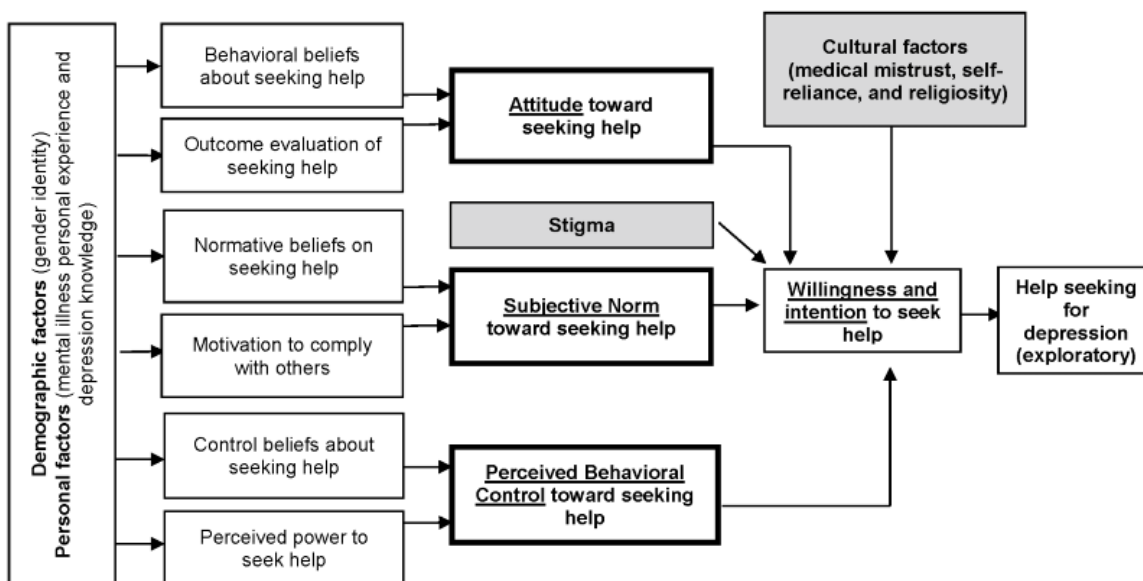 Demographic factors (gender identity)
Personal factors (mental illness personal experience and
depression knowledge)
Behavioral beliefs
about seeking help
Outcome evaluation of
seeking help
Normative beliefs on
seeking help
Motivation to comply
with others
Control beliefs about
seeking help
Perceived power to
seek help
Attitude toward
seeking help
Stigma
Subjective Norm
toward seeking help
Perceived Behavioral
Control toward seeking
help
Cultural factors
(medical mistrust, self-
reliance, and religiosity)
Willingness and
intention to seek
help
Help seeking
for
depression
(exploratory)